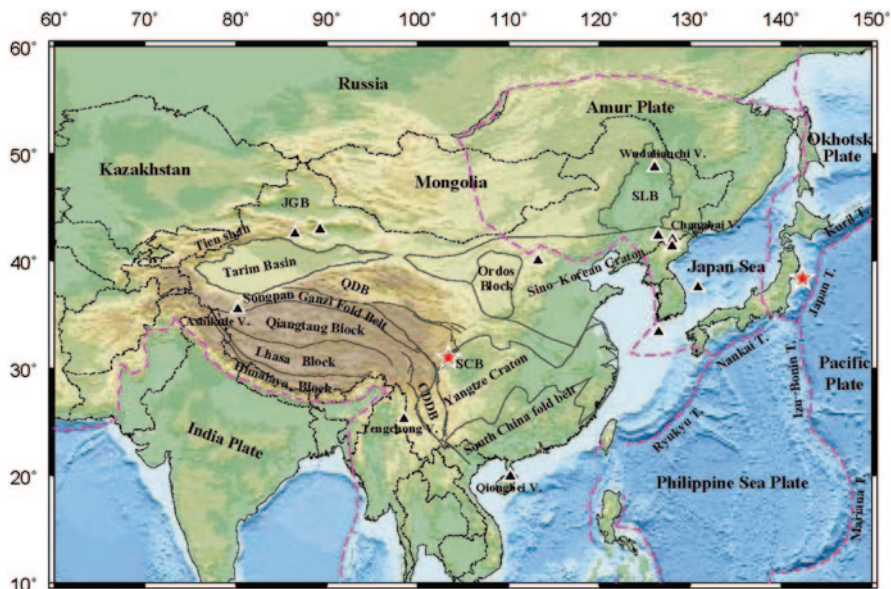 60° 70° 80° 90° 100° 110° 120° 130° 140° 150°
60°
Russia
Amur Plate
Okhotsk
Plate
50°
Wudalianchi V.
Kazakhstan
Mongolia
JGB
SLB
Changbai V.
Kuril T.
Tien shan
40°
Tarim Basin
Ordos
Block
Sino-Korean Craton
Japan Sea
Japan T.
QDB
Songpan Ganzi Fold Belt
Ashikule V.
Qiangtang Block
Nankai T.
Lhasa Block
SCB
30°
Himalaya Block
Yangtze Craton
Izu-Bonin T.
Pacific
Plate
CDDB
South China fold belt
India Plate
Tengchong V.
Ryukyu T.
20°
Qionghei V.
Philippine Sea Plate
Mariana T.
10°